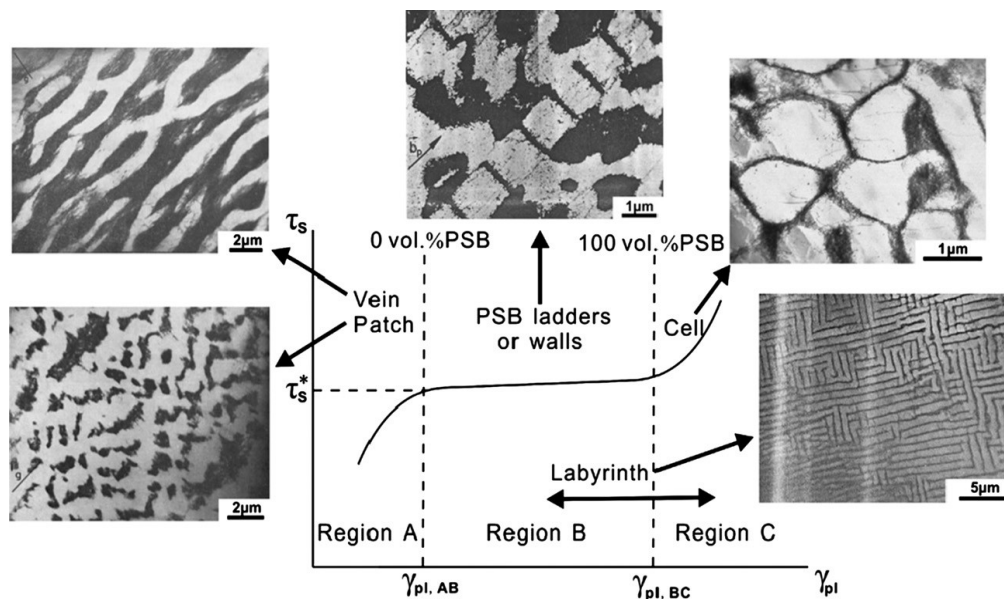 1µm
2µm
1µm
τs
0 vol.%PSB
100 vol.%PSB
Vein
Patch
PSB ladders
or walls
Cell
b̄p
τs*
g
2µm
Labyrinth
5µm
Region A
Region B
Region C
γpl, AB
γpl, BC
γpl